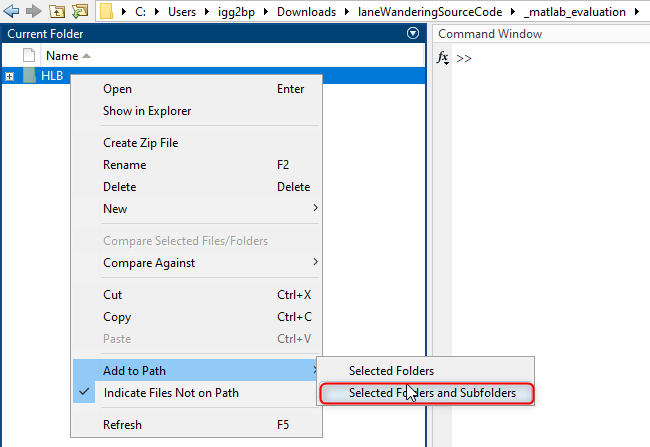 C: Users igg2bp Downloads laneWanderingSourceCode _matlab_evaluation
Current Folder
Command Window
Name
fx >>
HLB
Open Enter
Show in Explorer
Create Zip File
Rename F2
Delete Delete
New
Compare Selected Files/Folders
Compare Against
Cut Ctrl+X
Copy Ctrl+C
Paste Ctrl+V
Add to Path
Selected Folders
Indicate Files Not on Path
Selected Folders and Subfolders
Refresh F5